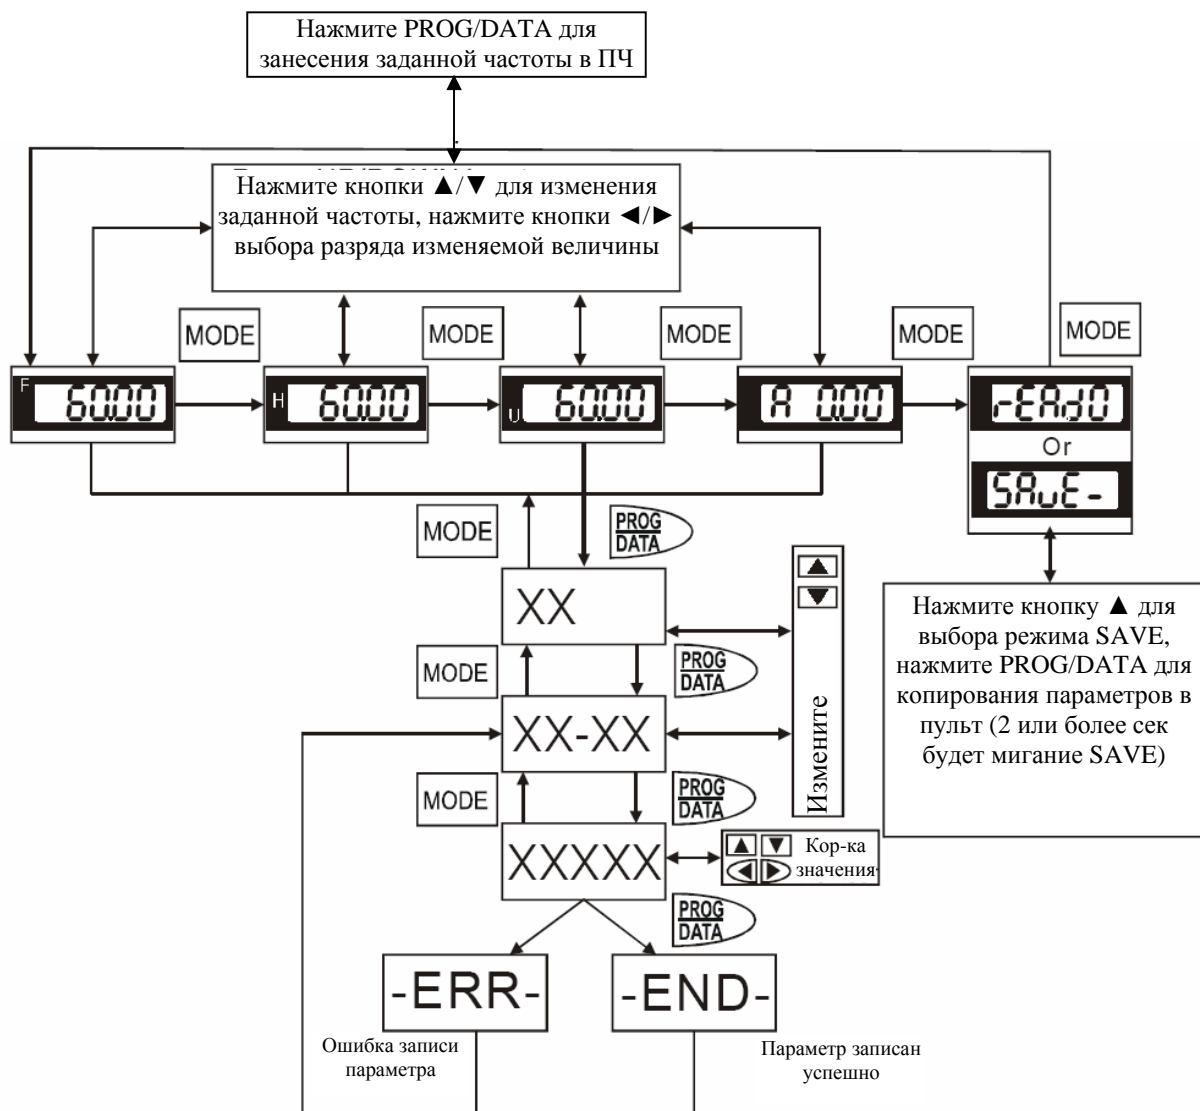 Нажмите PROG/DATA для
занесения заданной частоты в ПЧ
Нажмите кнопки ▲/▼ для изменения
заданной частоты, нажмите кнопки ◄/►
выбора разряда изменяемой величины
MODE
MODE
MODE
MODE
MODE
F 60.00
H 60.00
U 60.00
A 0.00
rEAd0
Or
SAvE-
MODE
PROG
DATA
XX
▲
▼
Измените
Нажмите кнопку ▲ для
выбора режима SAVE,
нажмите PROG/DATA для
копирования параметров в
пульт (2 или более сек
будет мигание SAVE)
MODE
PROG
DATA
XX-XX
MODE
PROG
DATA
XXXXX
▲ ▼ Кор-ка
◄ ► значения
PROG
DATA
-ERR-
-END-
Ошибка записи
параметра
Параметр записан
успешно